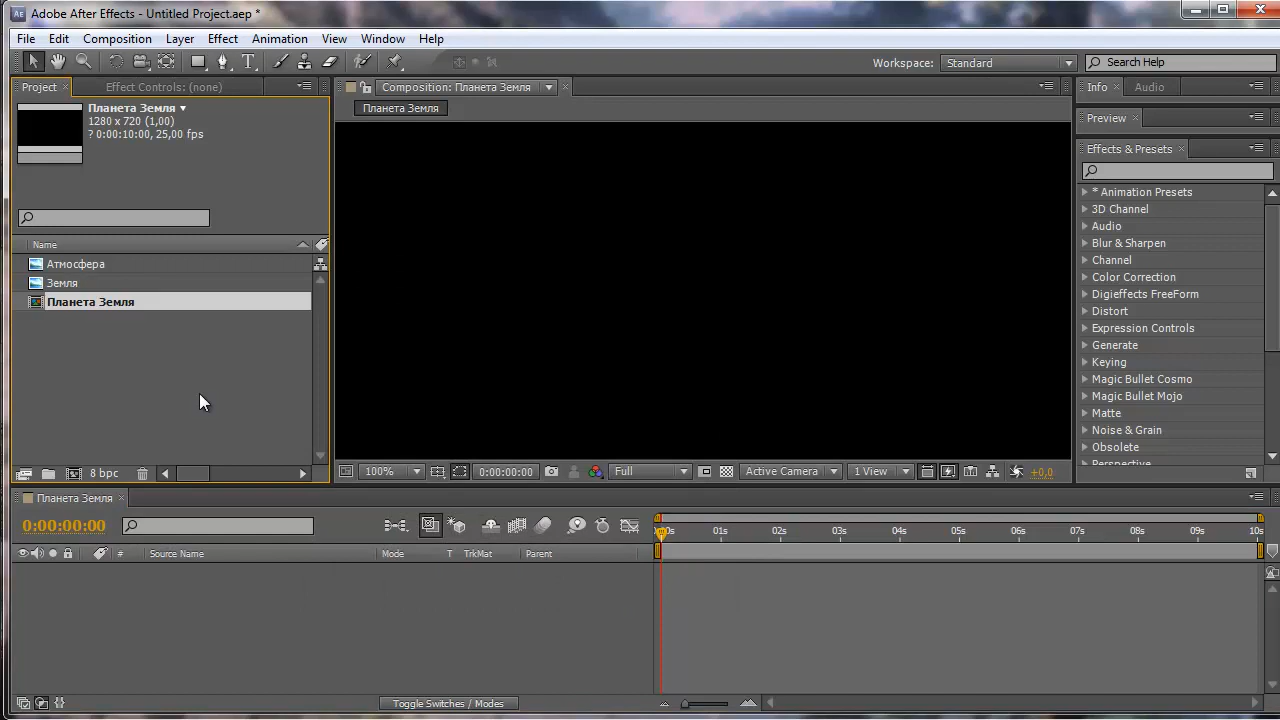 Adobe After Effects - Untitled Project.aep *
File Edit Composition Layer Effect Animation View Window Help
Workspace: Standard Search Help
Project Effect Controls: (none)
Composition: Планета Земля
Info Audio
Планета Земля
1280 x 720 (1,00)
? 0:00:10:00, 25,00 fps
Планета Земля
Preview
Effects & Presets
Name
Атмосфера
Земля
Планета Земля
* Animation Presets
3D Channel
Audio
Blur & Sharpen
Channel
Color Correction
Digieffects FreeForm
Distort
Expression Controls
Generate
Keying
Magic Bullet Cosmo
Magic Bullet Mojo
Matte
Noise & Grain
Obsolete
Perspective
8 bpc
100% 0:00:00:00 Full Active Camera 1 View +0,0
Планета Земля
0:00:00:00
01s 02s 03s 04s 05s 06s 07s 08s 09s 10s
# Source Name Mode T TrkMat Parent
Toggle Switches / Modes